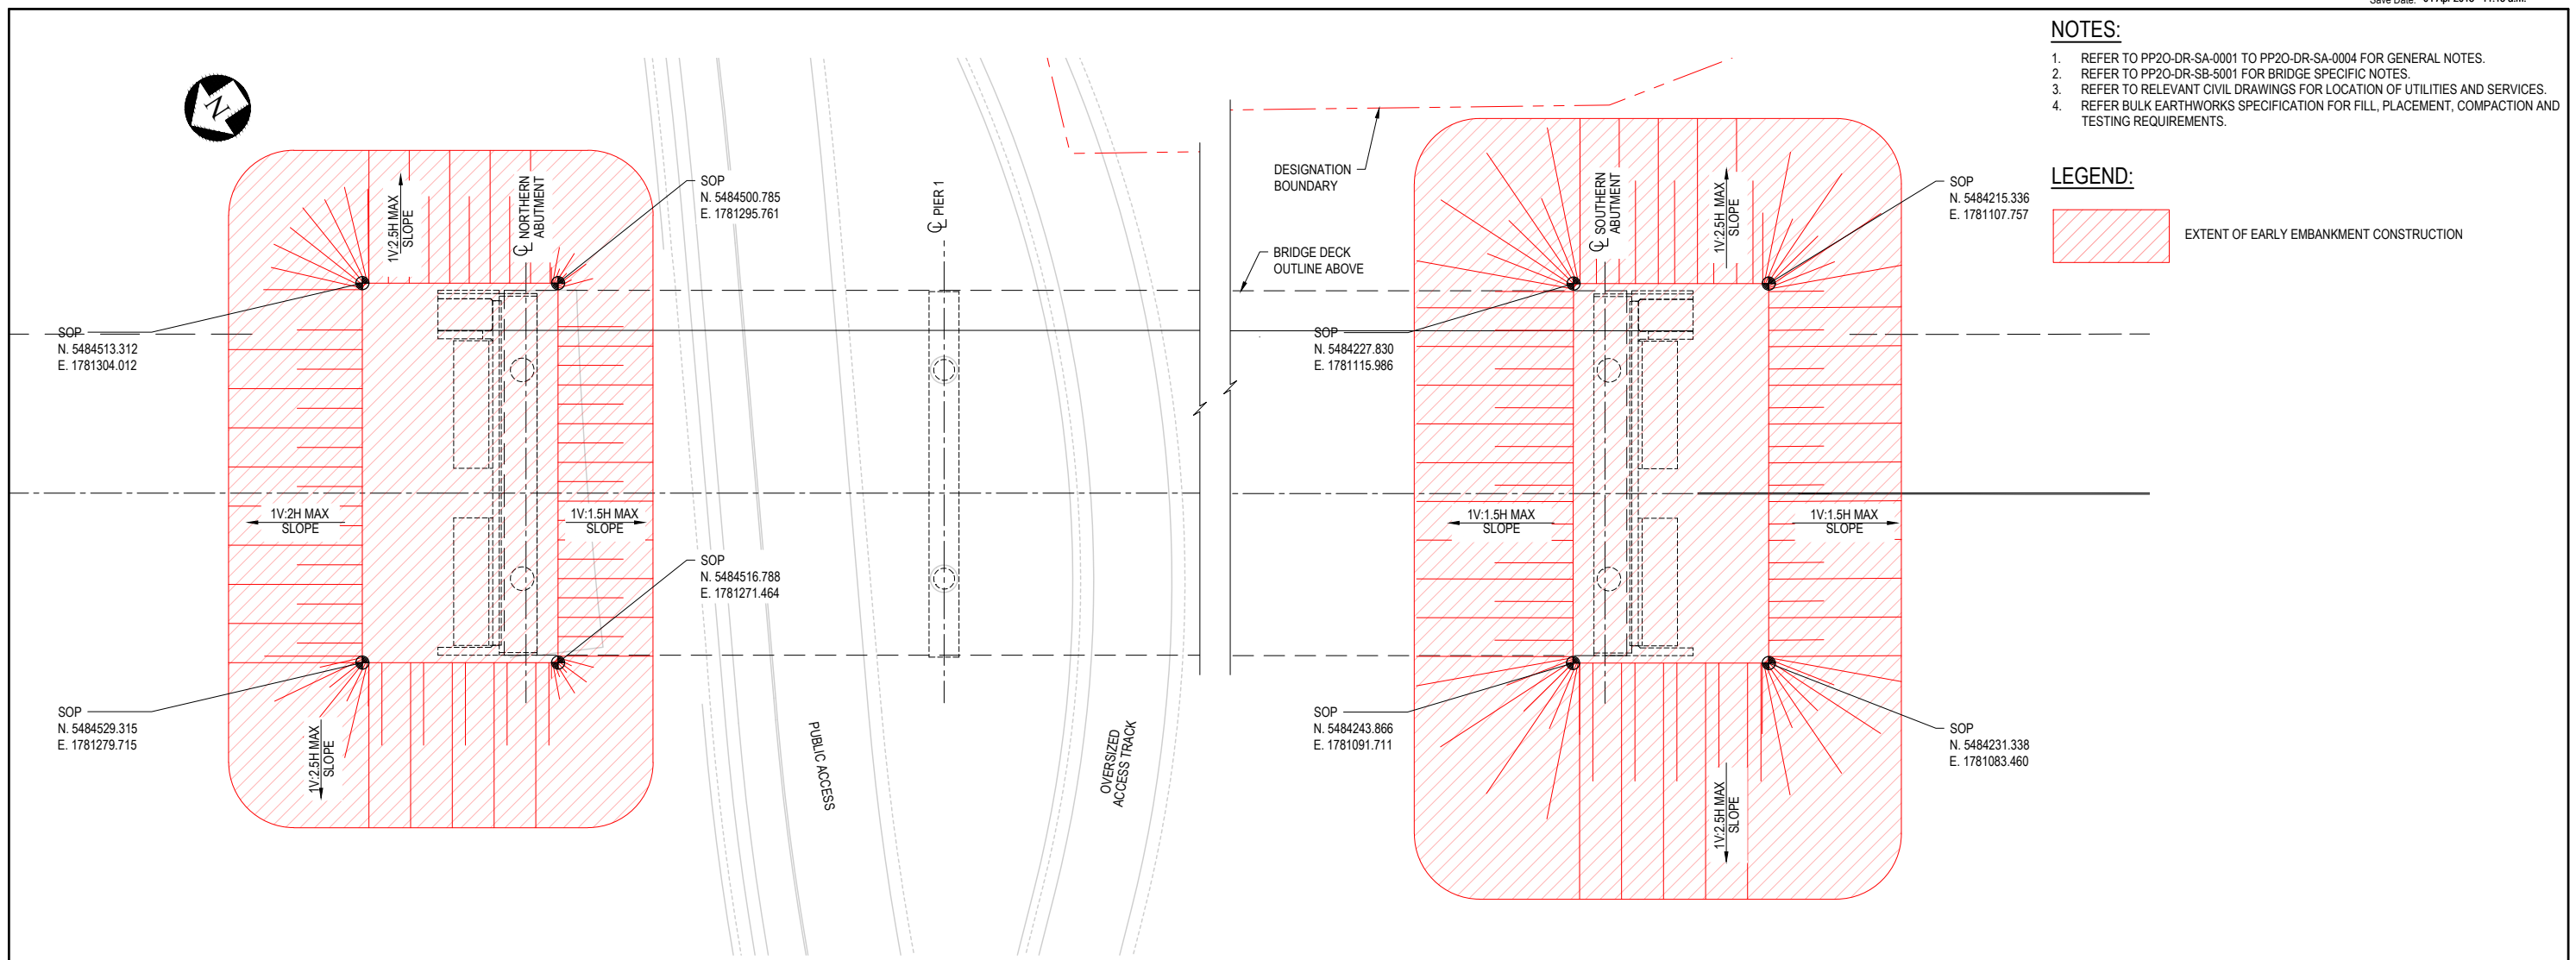 NOTES:
1. REFER TO PP2O-DR-SA-0001 TO PP2O-DR-SA-0004 FOR GENERAL NOTES.
2. REFER TO PP2O-DR-SB-5001 FOR BRIDGE SPECIFIC NOTES.
3. REFER TO RELEVANT CIVIL DRAWINGS FOR LOCATION OF UTILITIES AND SERVICES.
4. REFER BULK EARTHWORKS SPECIFICATION FOR FILL, PLACEMENT, COMPACTION AND
TESTING REQUIREMENTS.
LEGEND:
EXTENT OF EARLY EMBANKMENT CONSTRUCTION
N
1V:2.5H MAX
SLOPE
℄ NORTHERN
ABUTMENT
SOP
N. 5484500.785
E. 1781295.761
SOP
N. 5484513.312
E. 1781304.012
1V:2H MAX
SLOPE
1V:1.5H MAX
SLOPE
SOP
N. 5484516.788
E. 1781271.464
SOP
N. 5484529.315
E. 1781279.715
1V:2.5H MAX
SLOPE
℄ PIER 1
PUBLIC ACCESS
OVERSIZED
ACCESS TRACK
DESIGNATION
BOUNDARY
BRIDGE DECK
OUTLINE ABOVE
℄ SOUTHERN
ABUTMENT
1V:2.5H MAX
SLOPE
SOP
N. 5484215.336
E. 1781107.757
SOP
N. 5484227.830
E. 1781115.986
1V:1.5H MAX
SLOPE
1V:1.5H MAX
SLOPE
SOP
N. 5484243.866
E. 1781091.711
SOP
N. 5484231.338
E. 1781083.460
1V:2.5H MAX
SLOPE